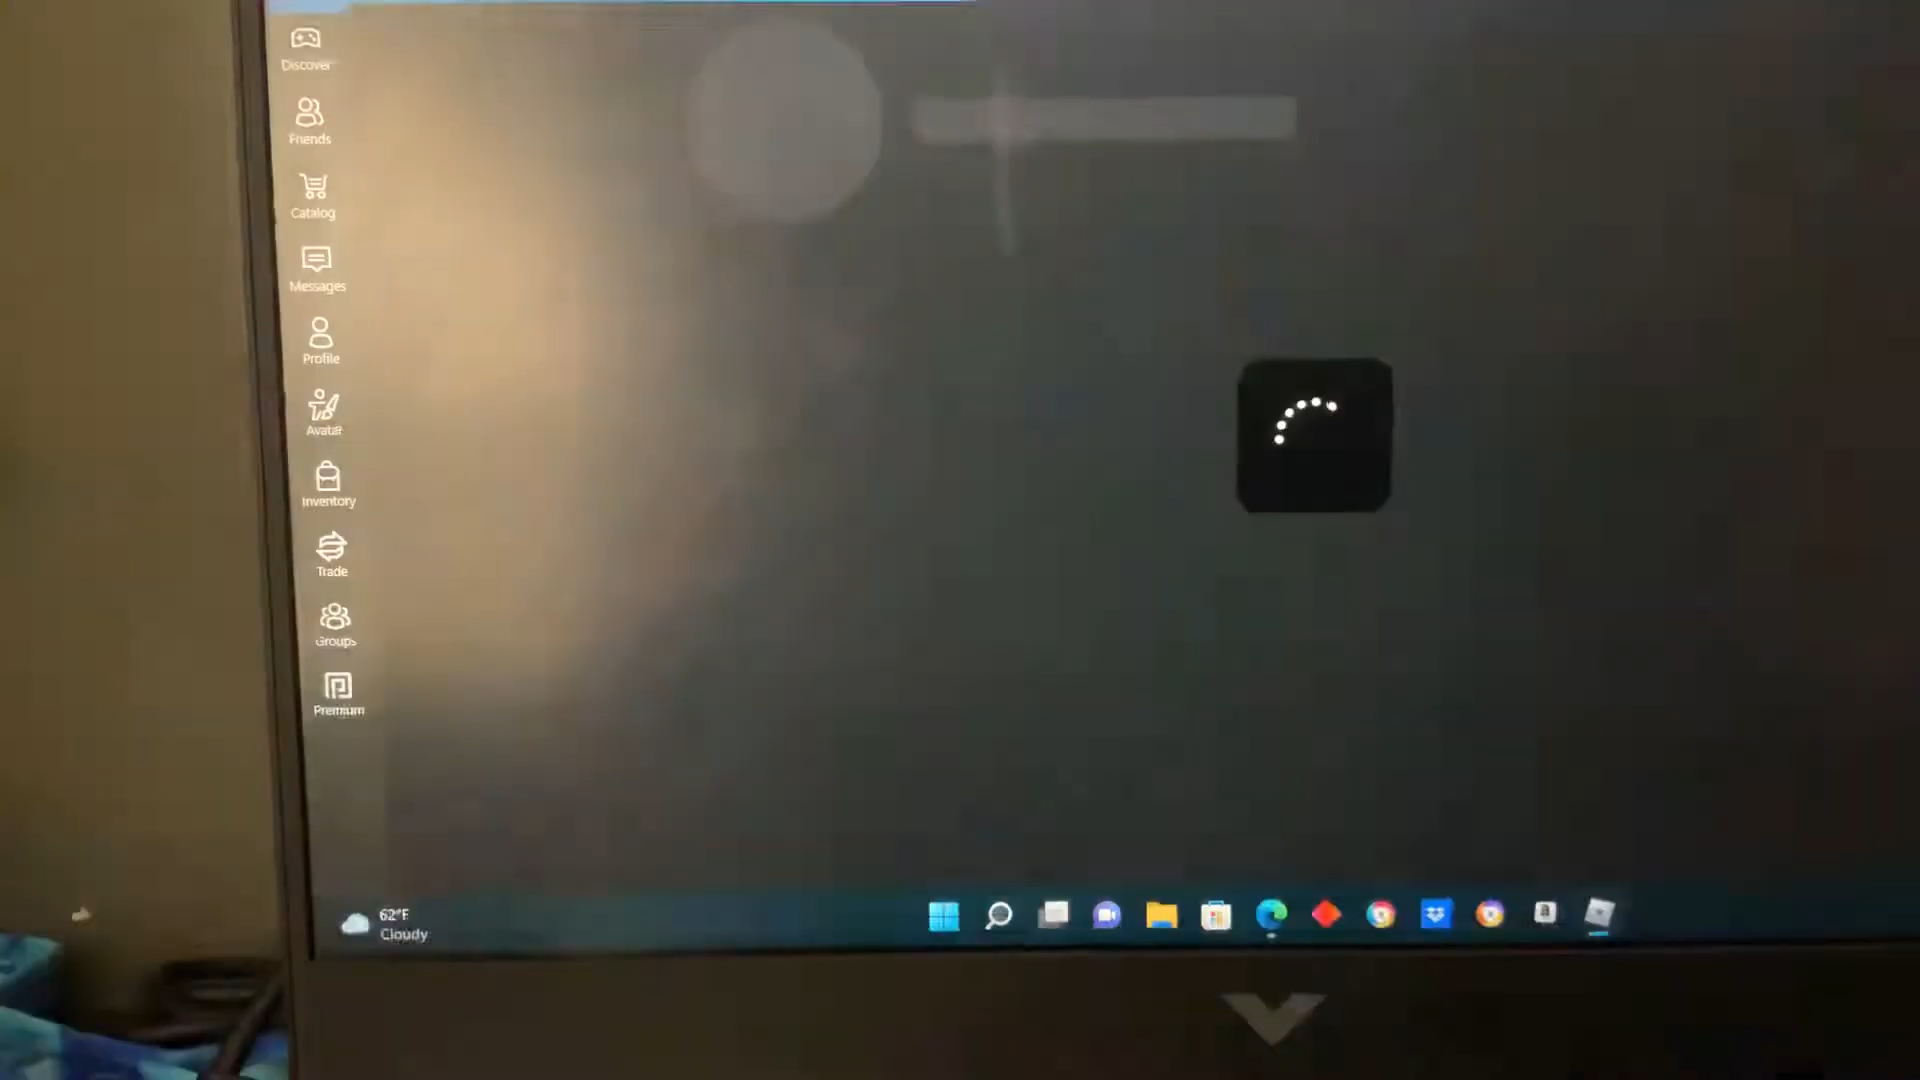 Discover
Friends
Catalog
Messages
Profile
Avatar
Inventory
Trade
Groups
Premium
62°F
Cloudy